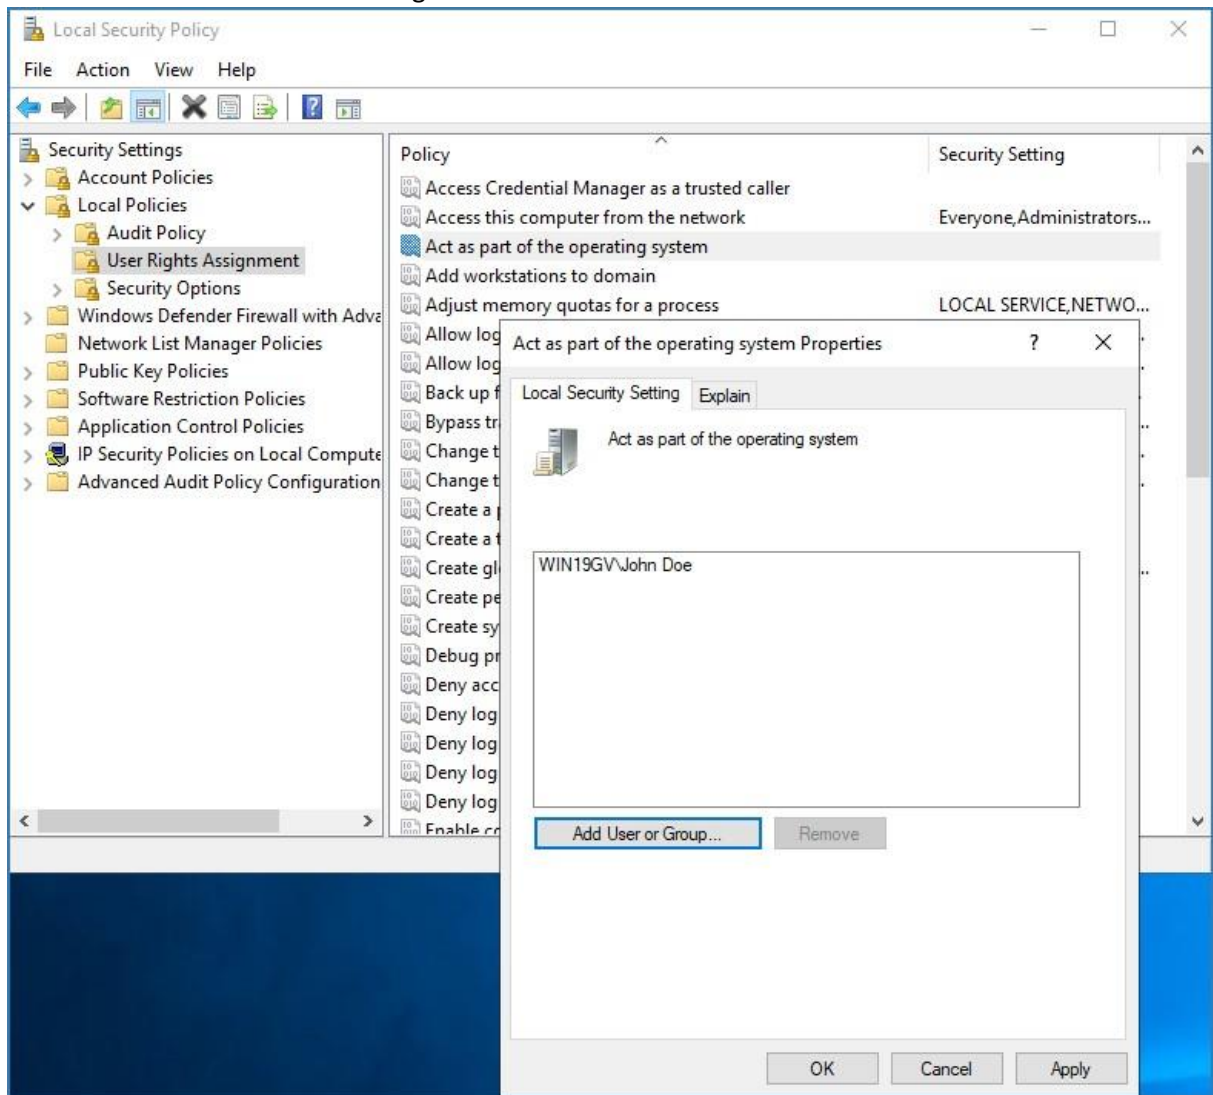 Local Security Policy
File Action View Help
Security Settings
Account Policies
Local Policies
Audit Policy
User Rights Assignment
Security Options
Windows Defender Firewall with Adva
Network List Manager Policies
Public Key Policies
Software Restriction Policies
Application Control Policies
IP Security Policies on Local Compute
Advanced Audit Policy Configuration
Policy Security Setting
Access Credential Manager as a trusted caller
Access this computer from the network Everyone,Administrators...
Act as part of the operating system
Add workstations to domain
Adjust memory quotas for a process LOCAL SERVICE,NETWO...
Allow log
Allow log
Back up f
Bypass tr
Change t
Change t
Create a p
Create a t
Create gl
Create pe
Create sy
Debug pr
Deny acc
Deny log
Deny log
Deny log
Deny log
Enable co
Act as part of the operating system Properties ?
Local Security Setting Explain
Act as part of the operating system
WIN19GV\John Doe
Add User or Group... Remove
OK Cancel Apply